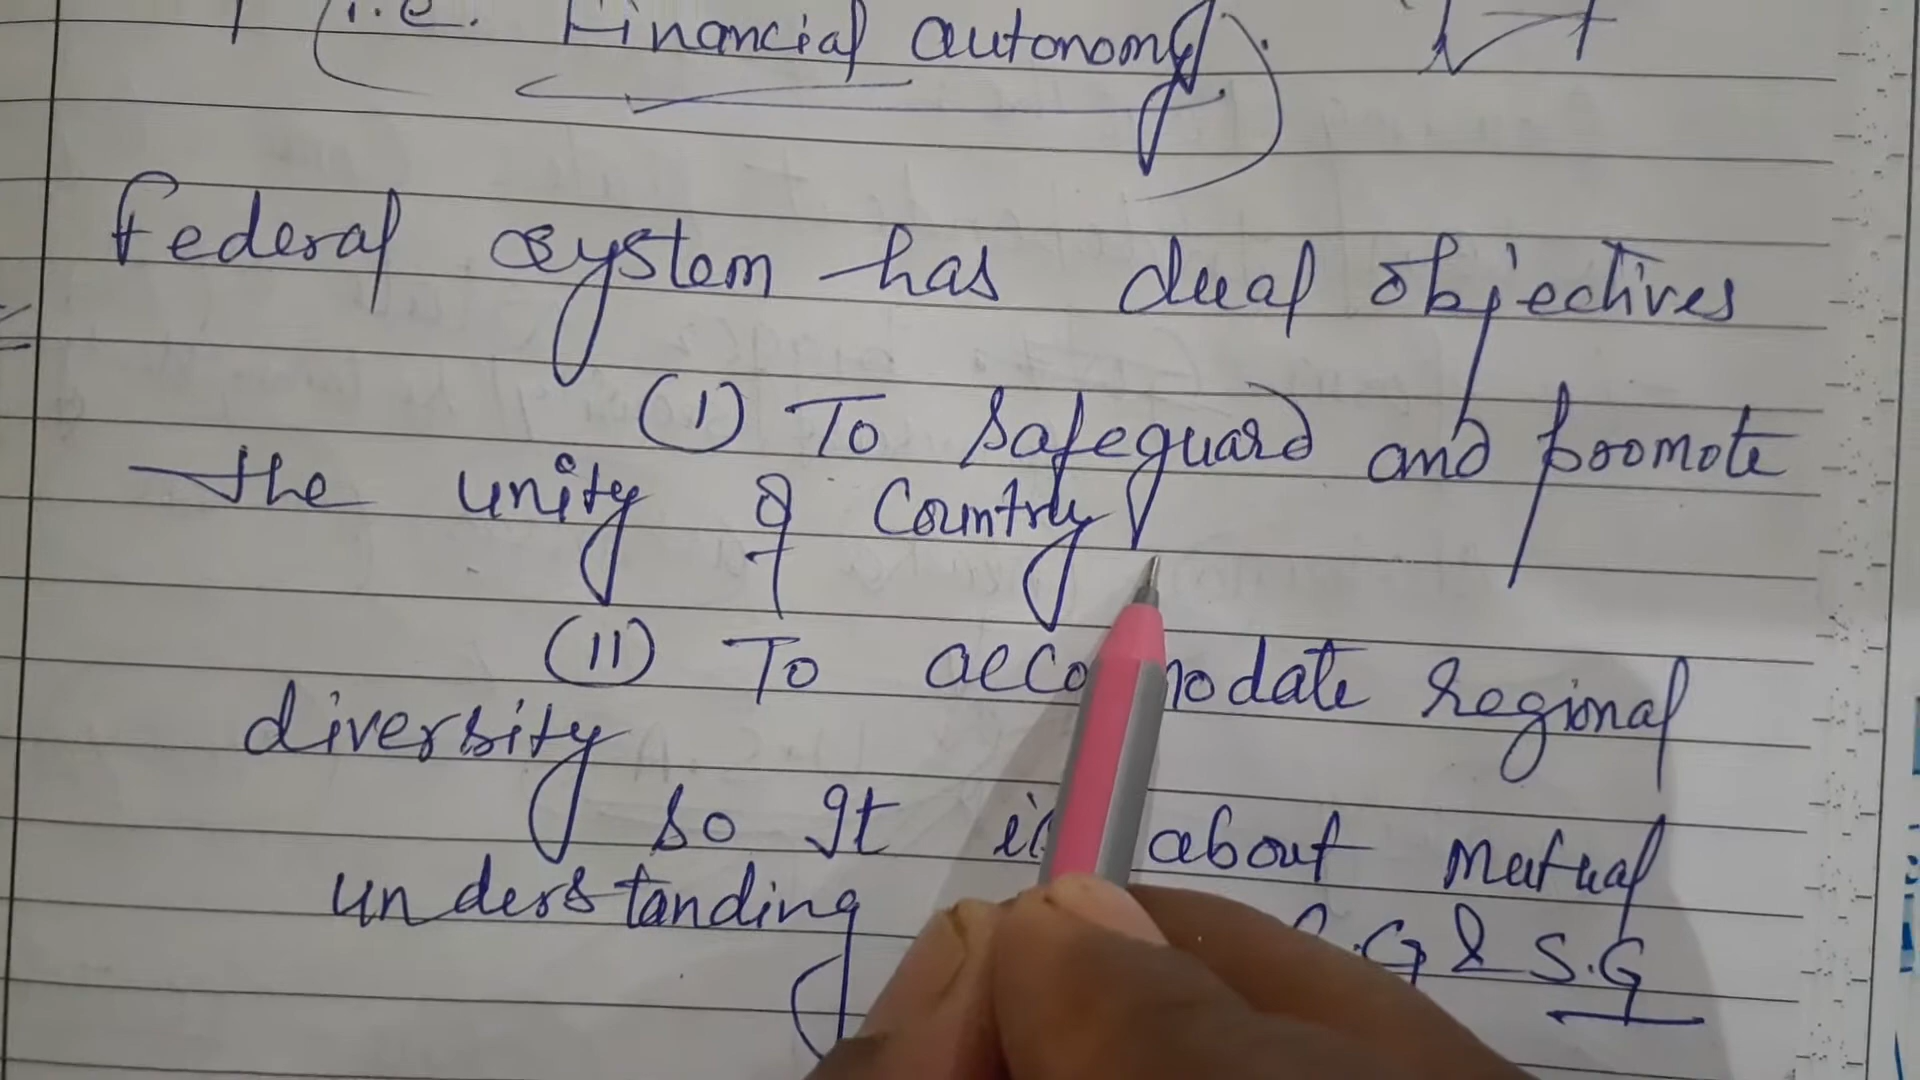 (i.e. Financial autonomy).
Federal system has dual objectives
(I) To safeguard and promote
the unity of Country
(II) To accomodate regional
diversity
so It is about mutual
understanding C.G & S.G